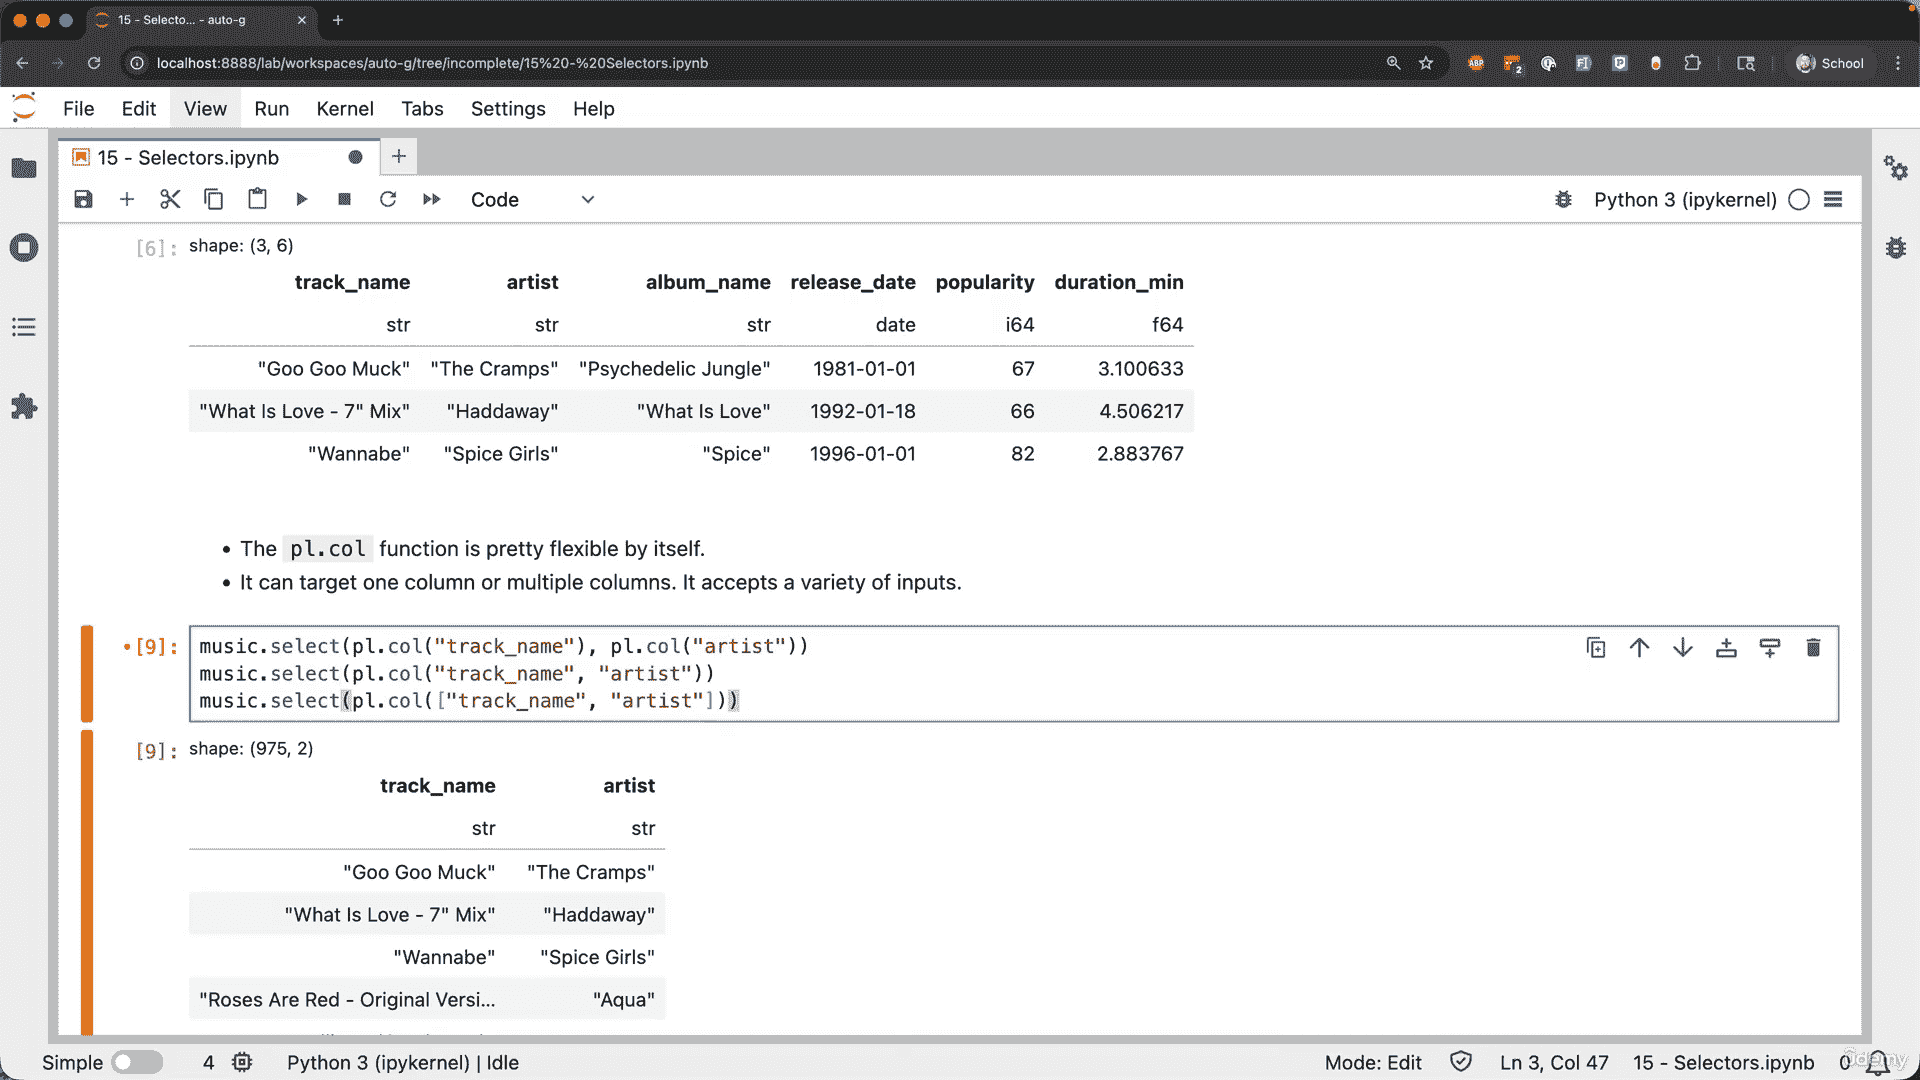 15 - Selecto... - auto-g
localhost:8888/lab/workspaces/auto-g/tree/incomplete/15%20-%20Selectors.ipynb
ABP
2
School
File Edit View Run Kernel Tabs Settings Help
15 - Selectors.ipynb
Code
Python 3 (ipykernel)
[6]: shape: (3, 6)
track_name artist album_name release_date popularity duration_min
str str str date i64 f64
"Goo Goo Muck" "The Cramps" "Psychedelic Jungle" 1981-01-01 67 3.100633
"What Is Love - 7" Mix" "Haddaway" "What Is Love" 1992-01-18 66 4.506217
"Wannabe" "Spice Girls" "Spice" 1996-01-01 82 2.883767
• The pl.col function is pretty flexible by itself.
• It can target one column or multiple columns. It accepts a variety of inputs.
•[9]: music.select(pl.col("track_name"), pl.col("artist"))
music.select(pl.col("track_name", "artist"))
music.select(pl.col(["track_name", "artist"]))
[9]: shape: (975, 2)
track_name artist
str str
"Goo Goo Muck" "The Cramps"
"What Is Love - 7" Mix" "Haddaway"
"Wannabe" "Spice Girls"
"Roses Are Red - Original Versi... "Aqua"
Simple 4 Python 3 (ipykernel) | Idle Mode: Edit Ln 3, Col 47 15 - Selectors.ipynb 0
Udemy